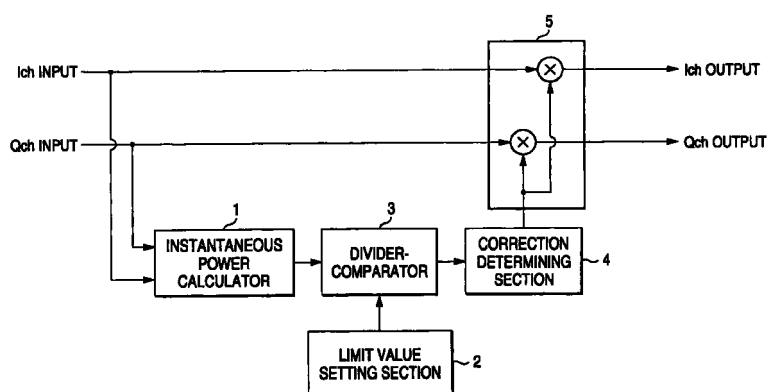 5
Ich INPUT
Ich OUTPUT
Qch INPUT
Qch OUTPUT
1
INSTANTANEOUS
POWER
CALCULATOR
3
DIVIDER-
COMPARATOR
CORRECTION
DETERMINING
SECTION
4
LIMIT VALUE
SETTING SECTION
2